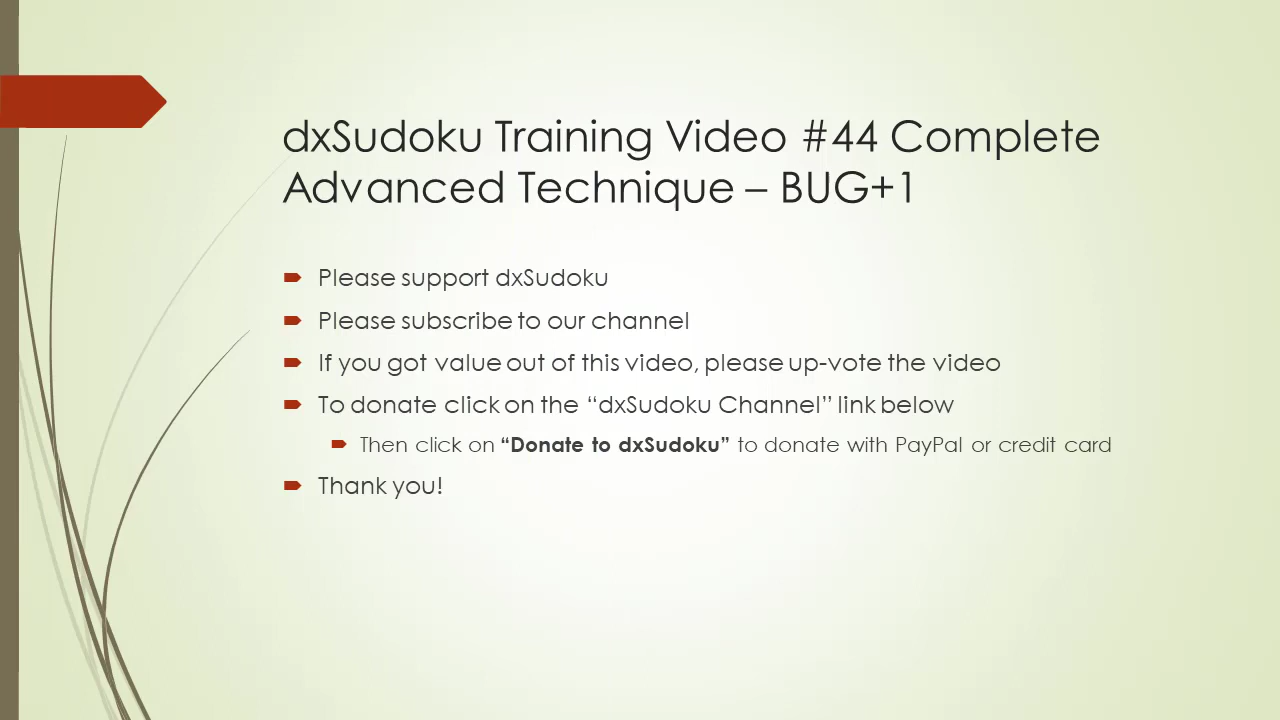 dxSudoku Training Video #44 Complete
Advanced Technique – BUG+1
Please support dxSudoku
Please subscribe to our channel
If you got value out of this video, please up-vote the video
To donate click on the “dxSudoku Channel” link below
Then click on “Donate to dxSudoku” to donate with PayPal or credit card
Thank you!